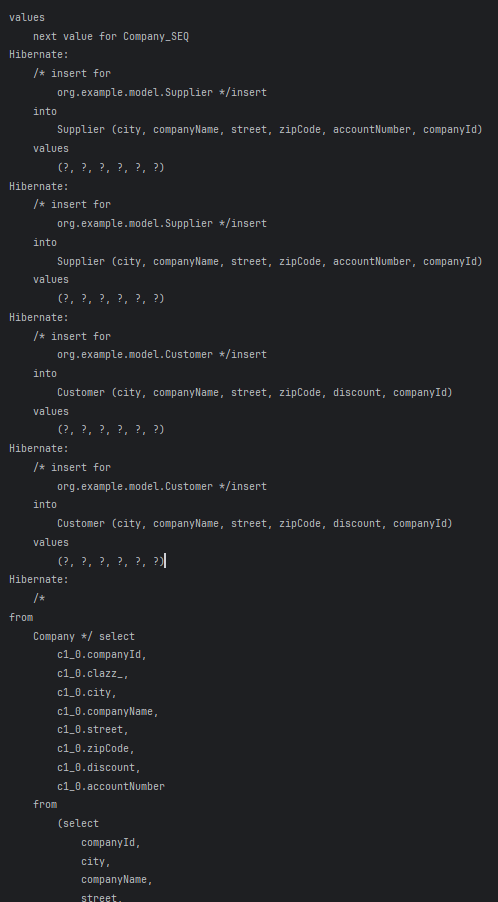 values
    next value for Company_SEQ
Hibernate:
    /* insert for
        org.example.model.Supplier */insert
    into
        Supplier (city, companyName, street, zipCode, accountNumber, companyId)
    values
        (?, ?, ?, ?, ?, ?)
Hibernate:
    /* insert for
        org.example.model.Supplier */insert
    into
        Supplier (city, companyName, street, zipCode, accountNumber, companyId)
    values
        (?, ?, ?, ?, ?, ?)
Hibernate:
    /* insert for
        org.example.model.Customer */insert
    into
        Customer (city, companyName, street, zipCode, discount, companyId)
    values
        (?, ?, ?, ?, ?, ?)
Hibernate:
    /* insert for
        org.example.model.Customer */insert
    into
        Customer (city, companyName, street, zipCode, discount, companyId)
    values
        (?, ?, ?, ?, ?, ?)
Hibernate:
    /*
from
    Company */ select
        c1_0.companyId,
        c1_0.clazz_,
        c1_0.city,
        c1_0.companyName,
        c1_0.street,
        c1_0.zipCode,
        c1_0.discount,
        c1_0.accountNumber
    from
        (select
            companyId,
            city,
            companyName,
            street,